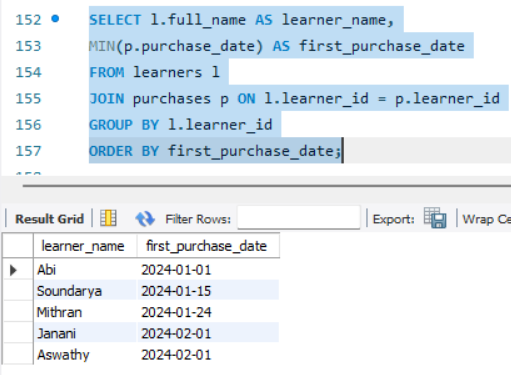 152 SELECT l.full_name AS learner_name,
153 MIN(p.purchase_date) AS first_purchase_date
154 FROM learners l
155 JOIN purchases p ON l.learner_id = p.learner_id
156 GROUP BY l.learner_id
157 ORDER BY first_purchase_date;
Result Grid Filter Rows: Export: Wrap Ce
learner_name first_purchase_date
Abi 2024-01-01
Soundarya 2024-01-15
Mithran 2024-01-24
Janani 2024-02-01
Aswathy 2024-02-01